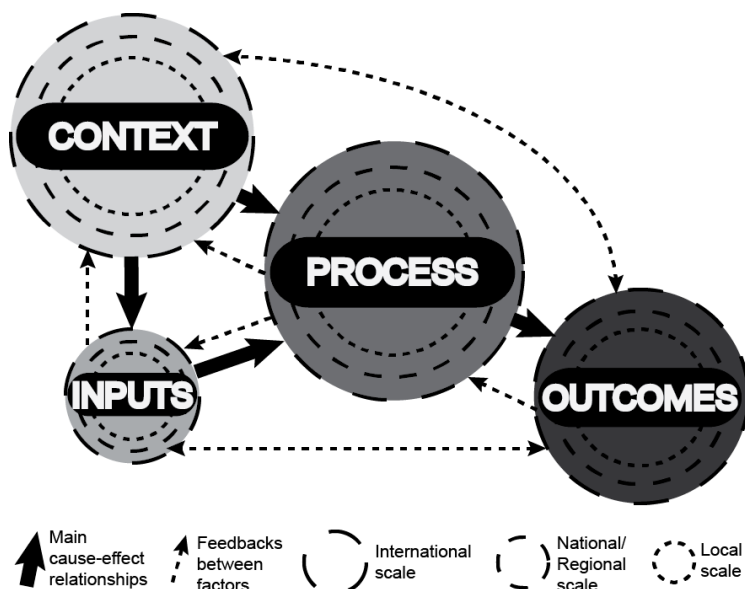 CONTEXT
PROCESS
INPUTS
OUTCOMES
Main
cause-effect
relationships
Feedbacks
between
factors
International
scale
National/
Regional
scale
Local
scale